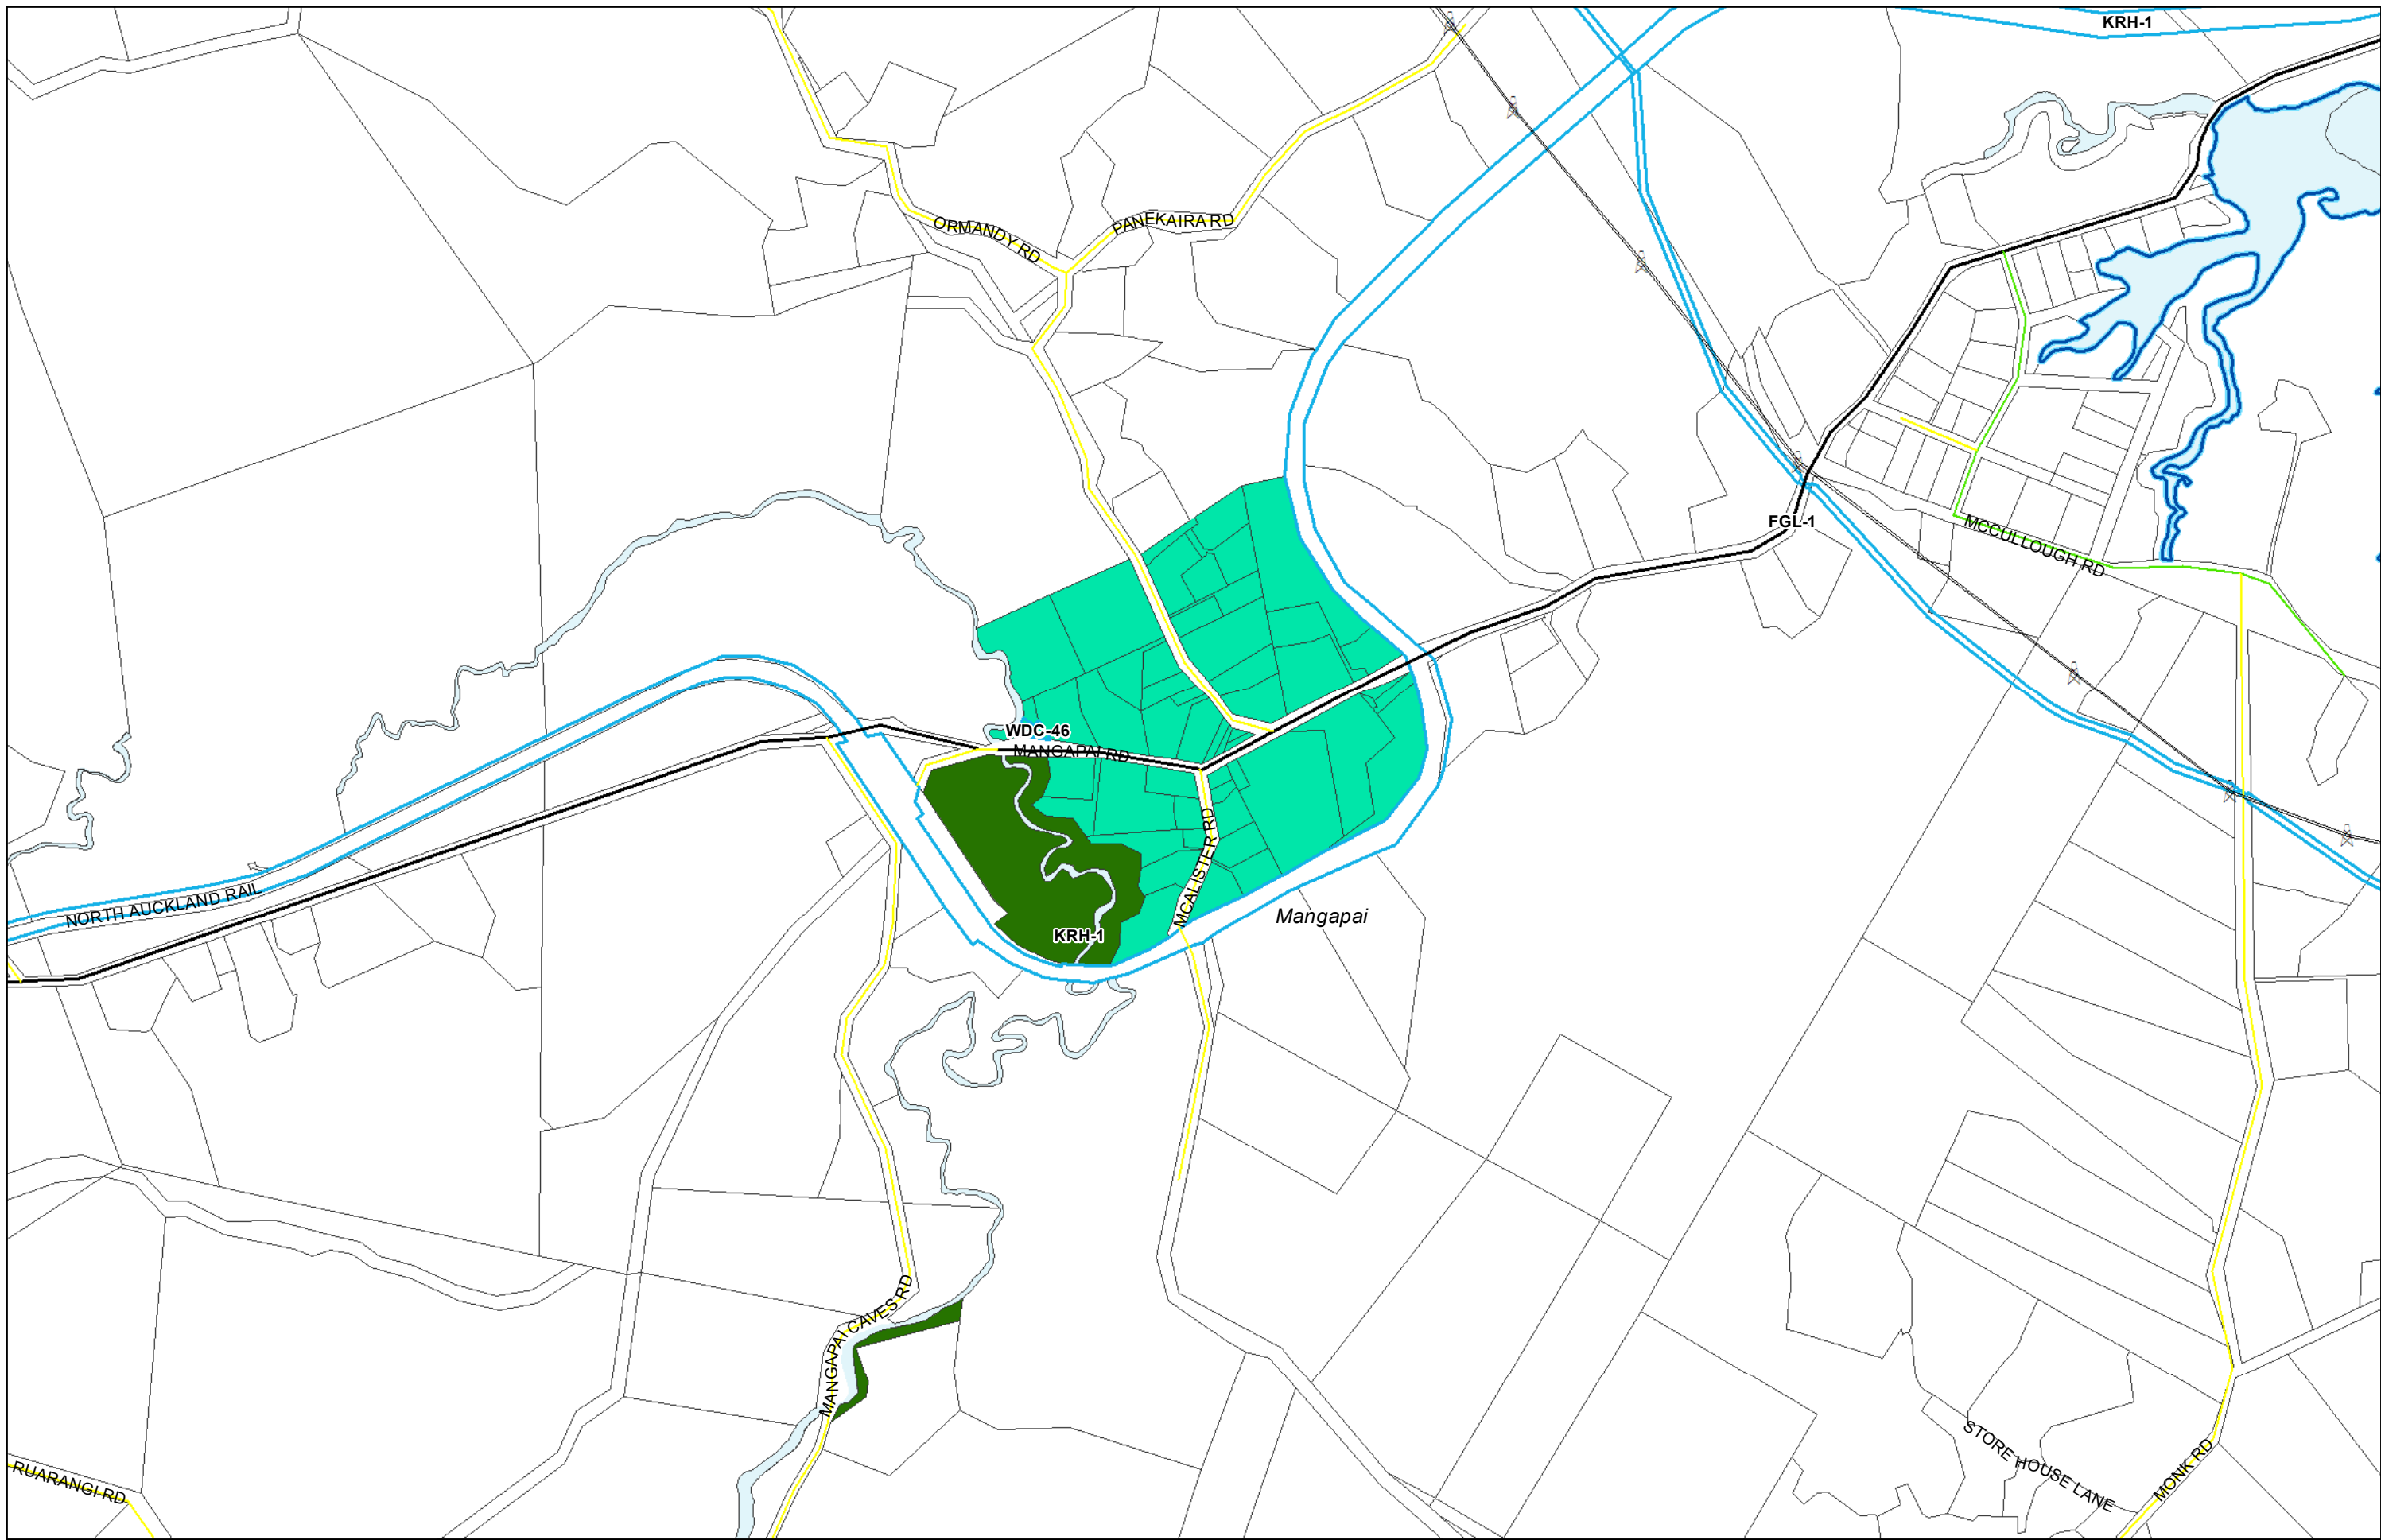 KRH-1
ORMANDY RD
PANEKAIRA RD
FGL-1
MCCULLOUGH RD
WDC-46
MANGAPAI RD
MCALISTER RD
NORTH AUCKLAND RAIL
Mangapai
KRH-1
MANGAPAI CAVES RD
STORE HOUSE LANE
MONK RD
RUARANGI RD